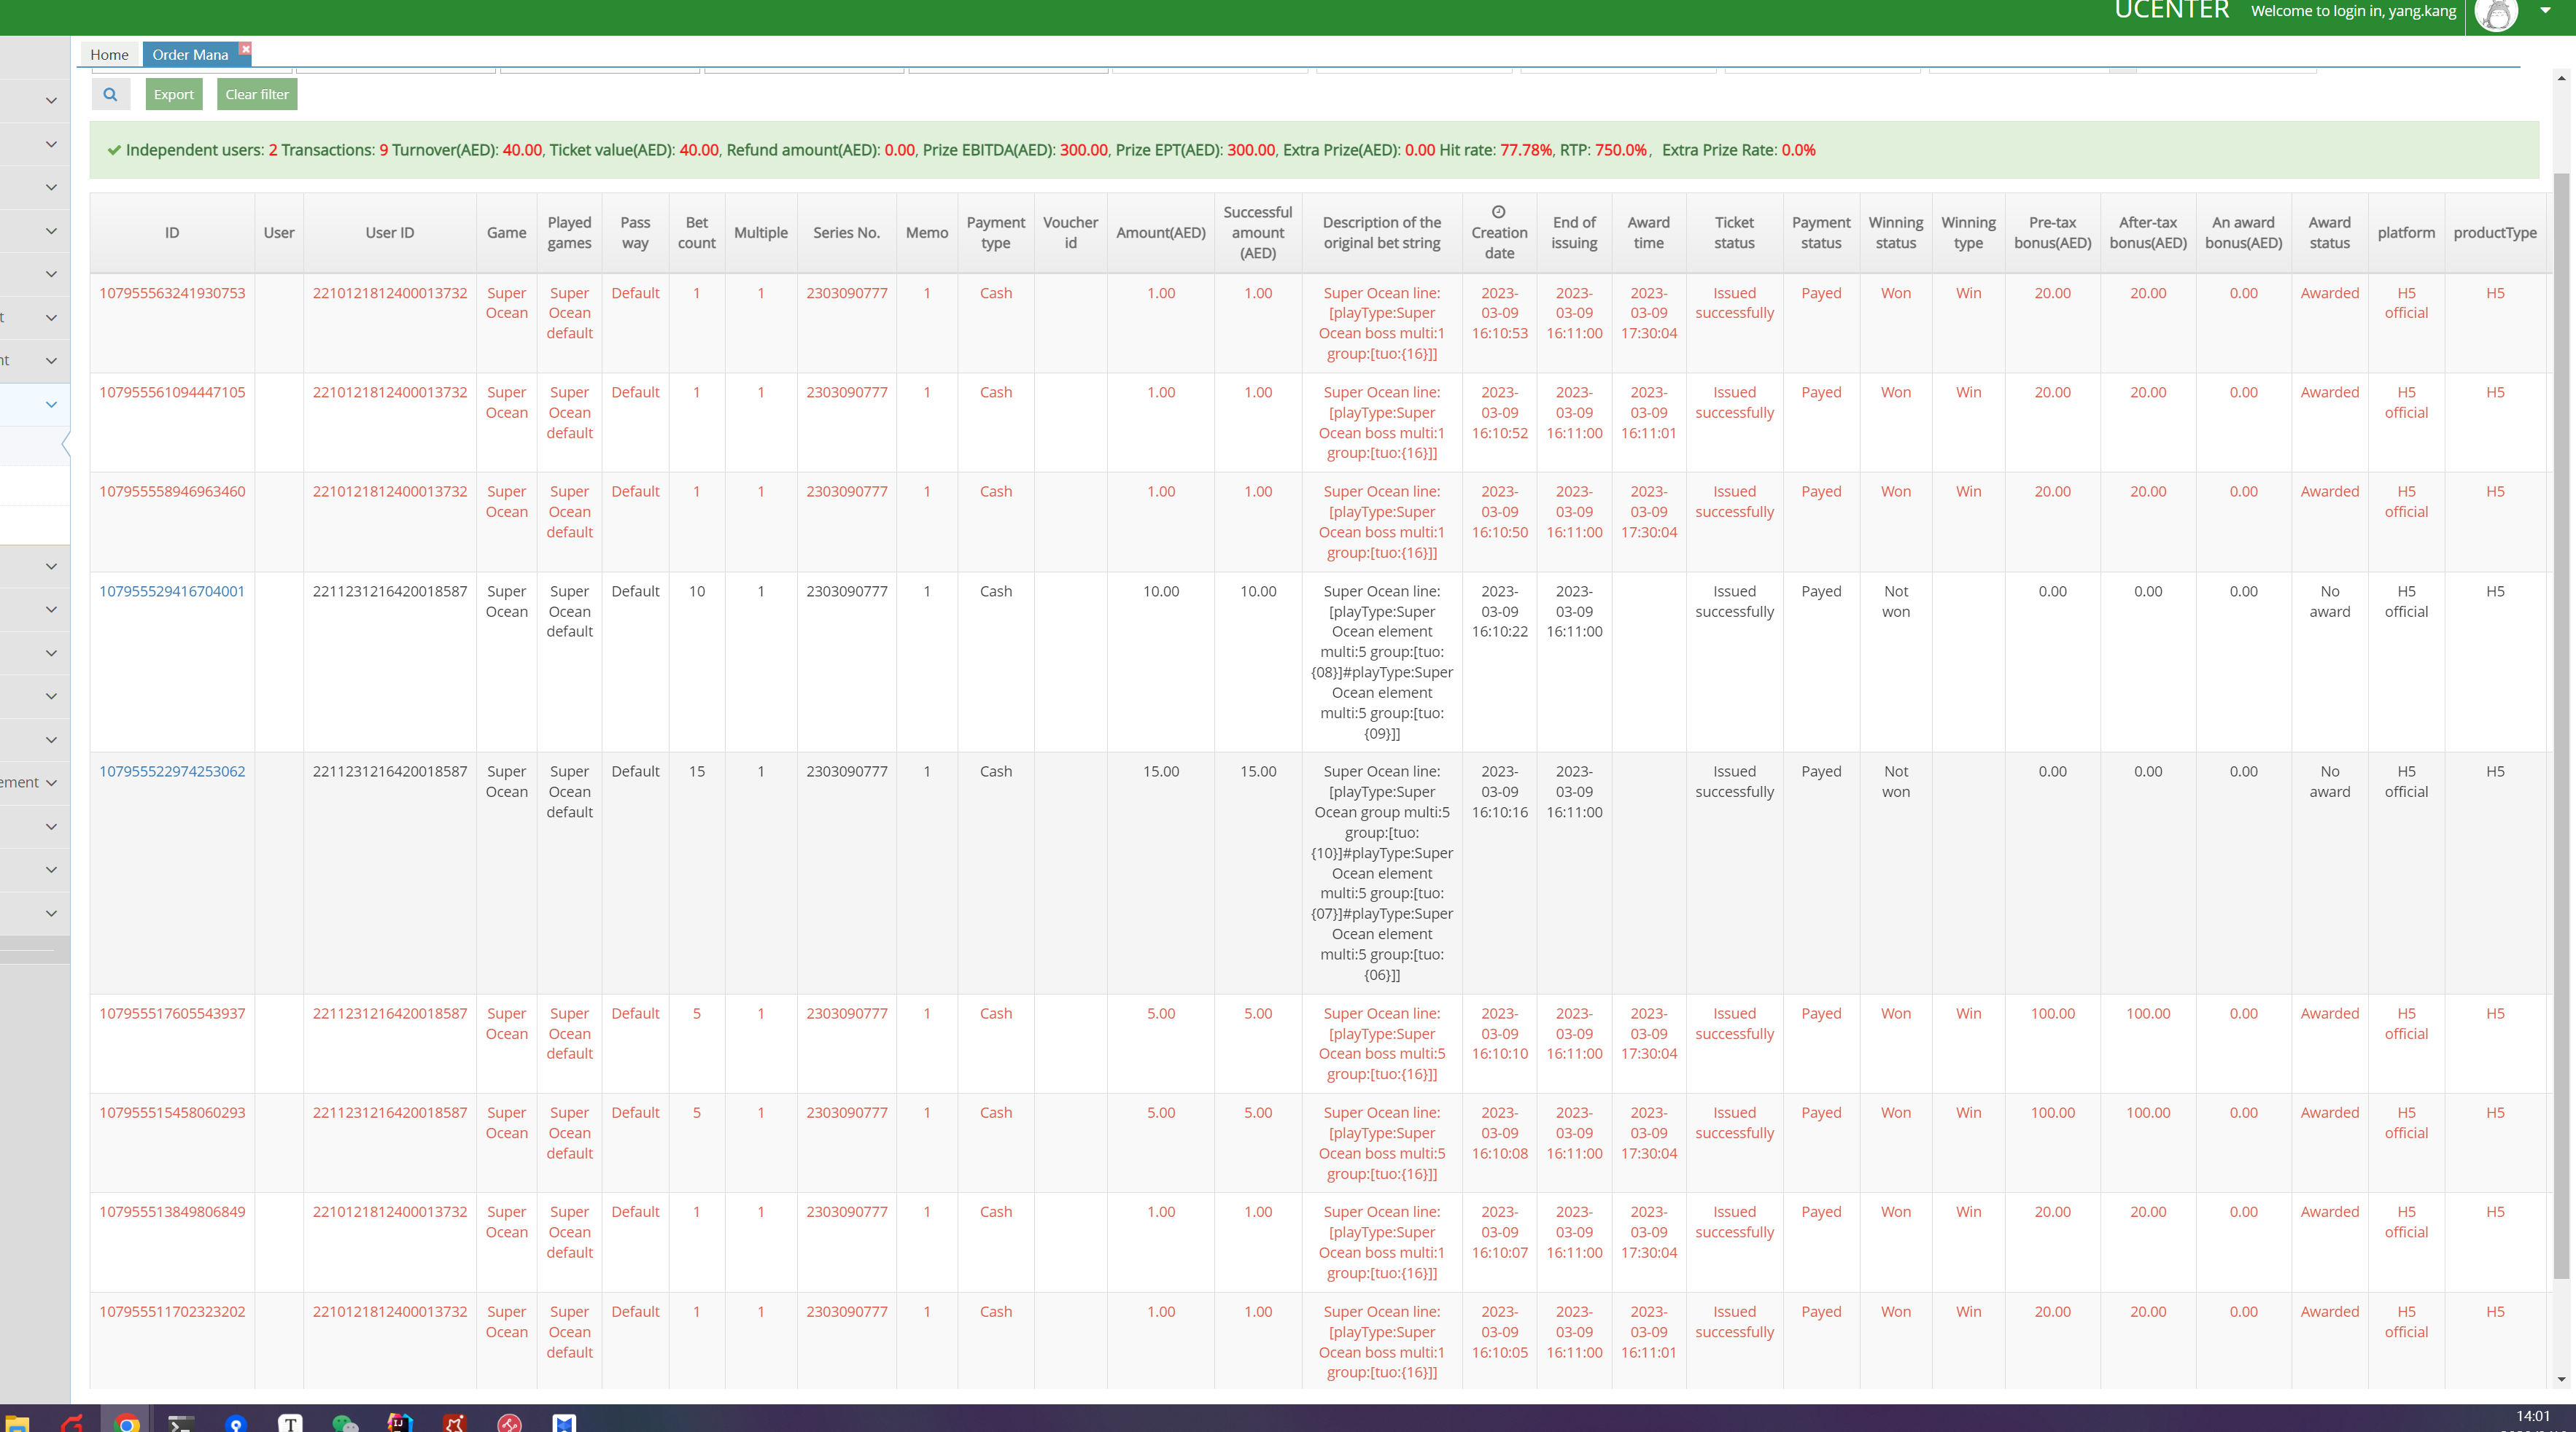 UCENTER Welcome to login in, yang.kang
Home Order Mana
Export Clear filter
Independent users: 2 Transactions: 9 Turnover(AED): 40.00, Ticket value(AED): 40.00, Refund amount(AED): 0.00, Prize EBITDA(AED): 300.00, Prize EPT(AED): 300.00, Extra Prize(AED): 0.00 Hit rate: 77.78%, RTP: 750.0%, Extra Prize Rate: 0.0%
ID User User ID Game Played games Pass way Bet count Multiple Series No. Memo Payment type Voucher id Amount(AED) Successful amount (AED) Description of the original bet string Creation date End of issuing Award time Ticket status Payment status Winning status Winning type Pre-tax bonus(AED) After-tax bonus(AED) An award bonus(AED) Award status platform productType
107955563241930753 2210121812400013732 Super Ocean Super Ocean default Default 1 1 2303090777 1 Cash 1.00 1.00 Super Ocean line: [playType:Super Ocean boss multi:1 group:[tuo:{16}]] 2023-03-09 16:10:53 2023-03-09 16:11:00 2023-03-09 17:30:04 Issued successfully Payed Won Win 20.00 20.00 0.00 Awarded H5 official H5
107955561094447105 2210121812400013732 Super Ocean Super Ocean default Default 1 1 2303090777 1 Cash 1.00 1.00 Super Ocean line: [playType:Super Ocean boss multi:1 group:[tuo:{16}]] 2023-03-09 16:10:52 2023-03-09 16:11:00 2023-03-09 16:11:01 Issued successfully Payed Won Win 20.00 20.00 0.00 Awarded H5 official H5
107955558946963460 2210121812400013732 Super Ocean Super Ocean default Default 1 1 2303090777 1 Cash 1.00 1.00 Super Ocean line: [playType:Super Ocean boss multi:1 group:[tuo:{16}]] 2023-03-09 16:10:50 2023-03-09 16:11:00 2023-03-09 17:30:04 Issued successfully Payed Won Win 20.00 20.00 0.00 Awarded H5 official H5
107955529416704001 2211231216420018587 Super Ocean Super Ocean default Default 10 1 2303090777 1 Cash 10.00 10.00 Super Ocean line: [playType:Super Ocean element multi:5 group:[tuo:{08}]#playType:Super Ocean element multi:5 group:[tuo:{09}]] 2023-03-09 16:10:22 2023-03-09 16:11:00 Issued successfully Payed Not won 0.00 0.00 0.00 No award H5 official H5
107955522974253062 2211231216420018587 Super Ocean Super Ocean default Default 15 1 2303090777 1 Cash 15.00 15.00 Super Ocean line: [playType:Super Ocean group multi:5 group:[tuo:{10}]#playType:Super Ocean element multi:5 group:[tuo:{07}]#playType:Super Ocean element multi:5 group:[tuo:{06}]] 2023-03-09 16:10:16 2023-03-09 16:11:00 Issued successfully Payed Not won 0.00 0.00 0.00 No award H5 official H5
107955517605543937 2211231216420018587 Super Ocean Super Ocean default Default 5 1 2303090777 1 Cash 5.00 5.00 Super Ocean line: [playType:Super Ocean boss multi:5 group:[tuo:{16}]] 2023-03-09 16:10:10 2023-03-09 16:11:00 2023-03-09 17:30:04 Issued successfully Payed Won Win 100.00 100.00 0.00 Awarded H5 official H5
107955515458060293 2211231216420018587 Super Ocean Super Ocean default Default 5 1 2303090777 1 Cash 5.00 5.00 Super Ocean line: [playType:Super Ocean boss multi:5 group:[tuo:{16}]] 2023-03-09 16:10:08 2023-03-09 16:11:00 2023-03-09 17:30:04 Issued successfully Payed Won Win 100.00 100.00 0.00 Awarded H5 official H5
107955513849806849 2210121812400013732 Super Ocean Super Ocean default Default 1 1 2303090777 1 Cash 1.00 1.00 Super Ocean line: [playType:Super Ocean boss multi:1 group:[tuo:{16}]] 2023-03-09 16:10:07 2023-03-09 16:11:00 2023-03-09 17:30:04 Issued successfully Payed Won Win 20.00 20.00 0.00 Awarded H5 official H5
107955511702323202 2210121812400013732 Super Ocean Super Ocean default Default 1 1 2303090777 1 Cash 1.00 1.00 Super Ocean line: [playType:Super Ocean boss multi:1 group:[tuo:{16}]] 2023-03-09 16:10:05 2023-03-09 16:11:00 2023-03-09 16:11:01 Issued successfully Payed Won Win 20.00 20.00 0.00 Awarded H5 official H5
t
nt
ement
14:01